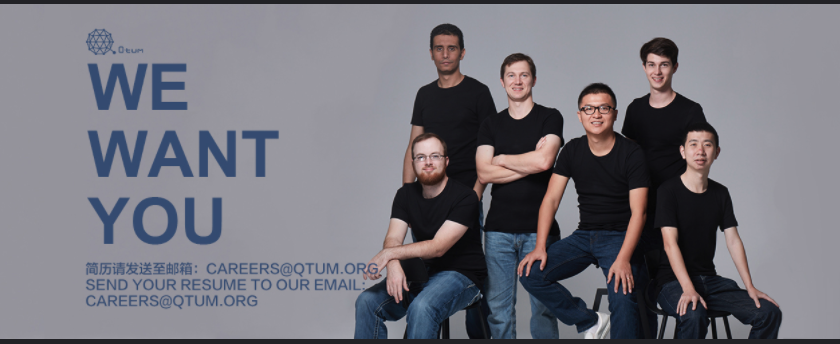 Qtum
WE
WANT
YOU
简历请发送至邮箱：CAREERS@QTUM.ORG
SEND YOUR RESUME TO OUR EMAIL:
CAREERS@QTUM.ORG